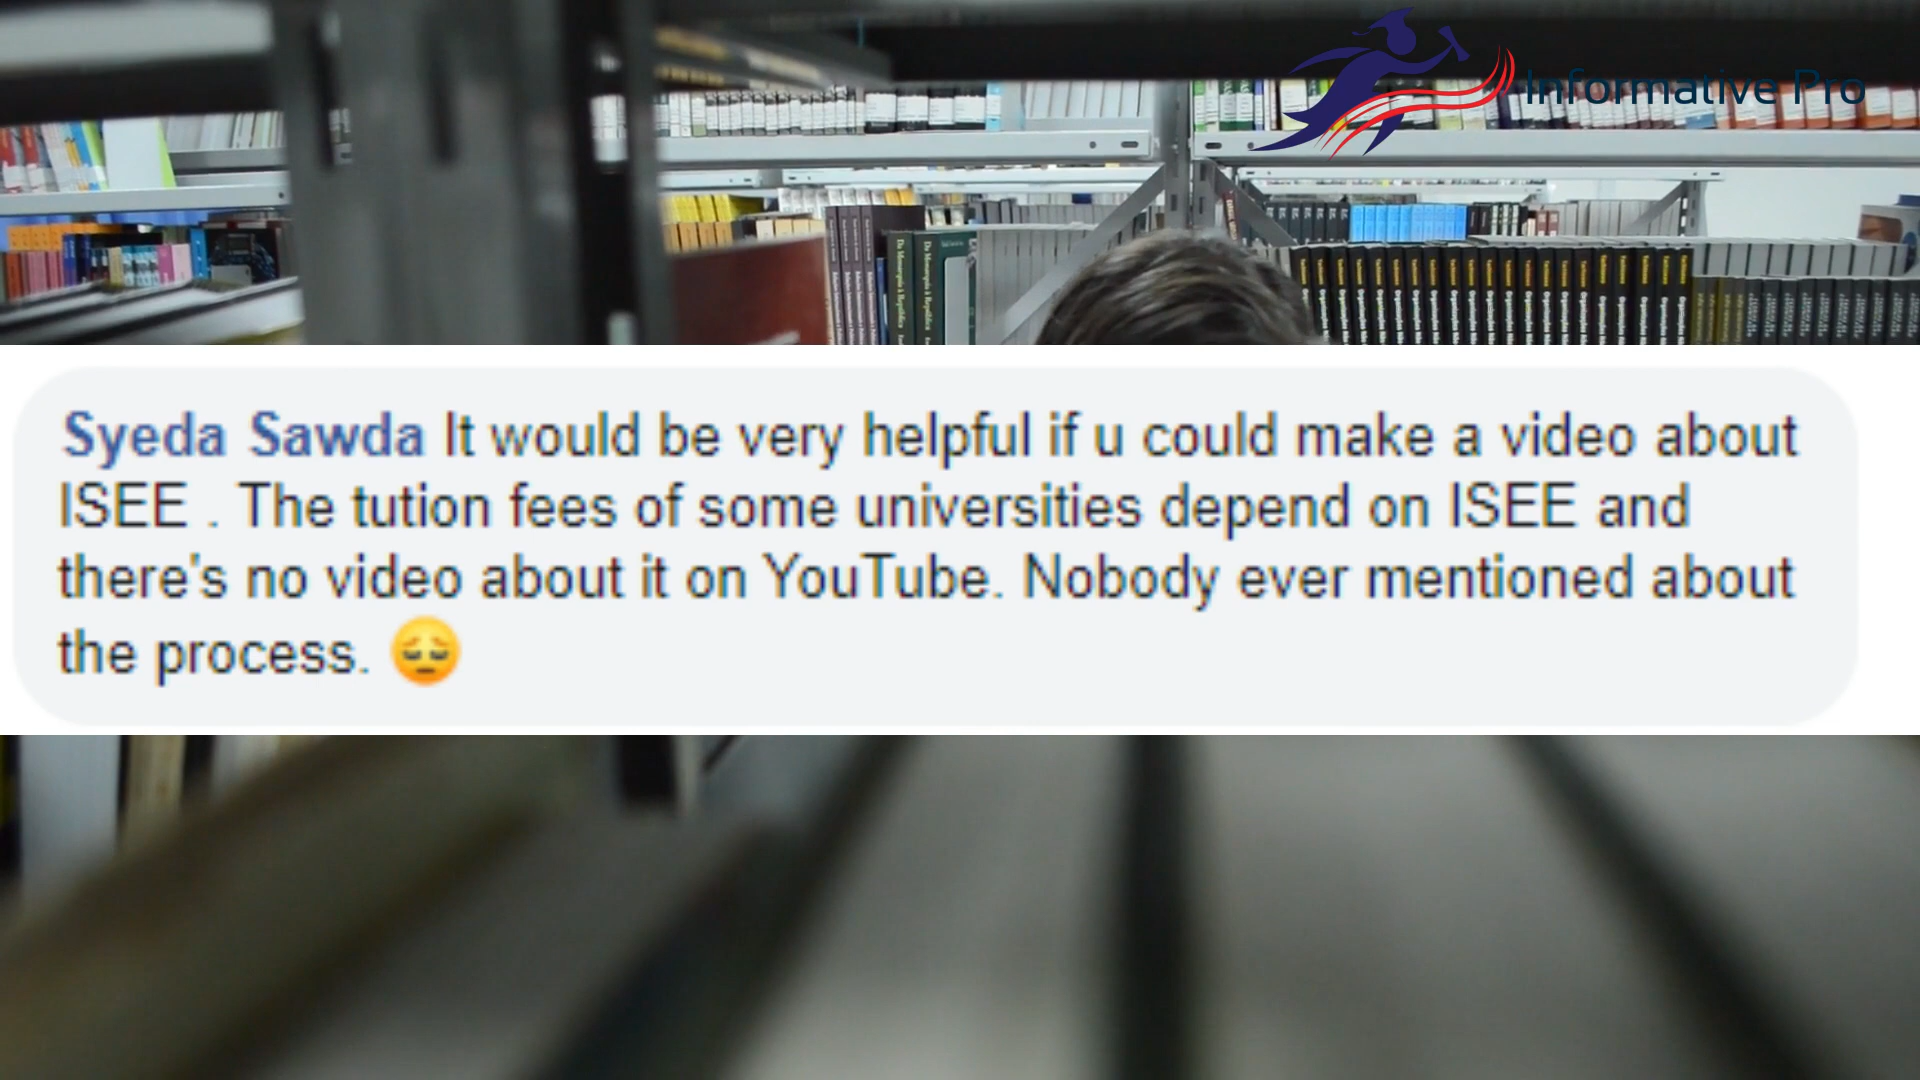 Informative Pro
Syeda Sawda It would be very helpful if u could make a video about
ISEE . The tution fees of some universities depend on ISEE and
there's no video about it on YouTube. Nobody ever mentioned about
the process. 😔